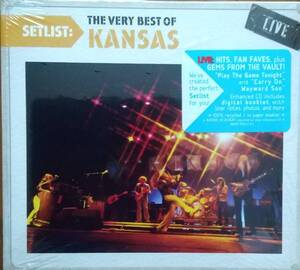 SETLIST:
THE VERY BEST OF
KANSAS
LIVE
LIVE: HITS, FAN FAVES, plus
GEMS FROM THE VAULT!
We've
created
the perfect
Setlist
for you!
"Play The Game Tonight"
and "Carry On
Wayward Son"
Enhanced CD includes
digital booklet with
liner notes, photos, and more
100% recycled